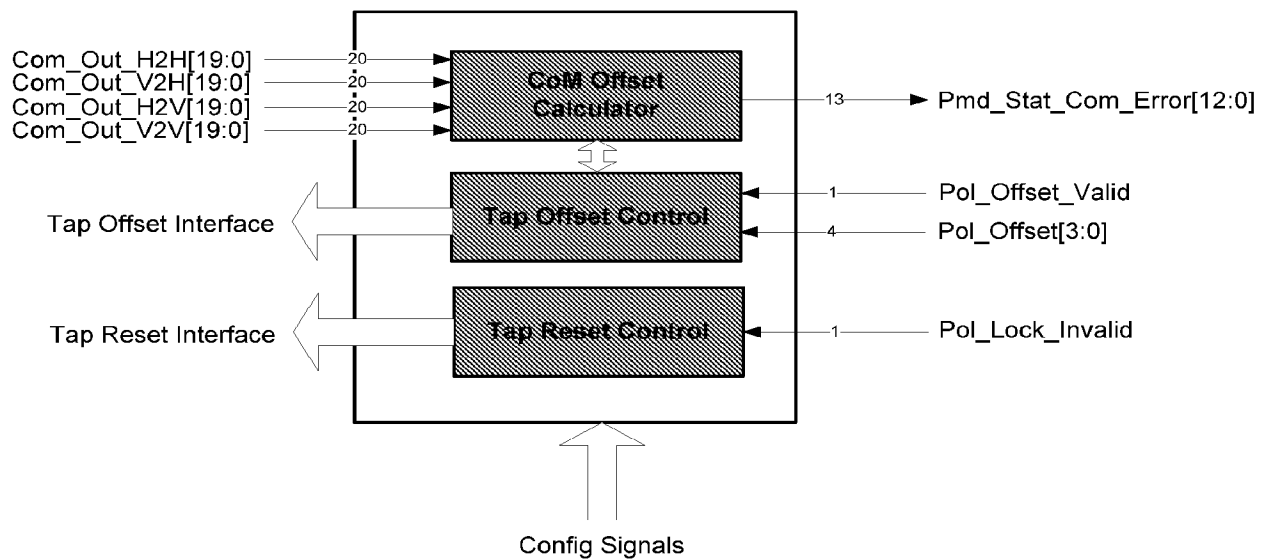 Com_Out_H2H[19:0]
20
Com_Out_V2H[19:0]
20
Com_Out_H2V[19:0]
20
Com_Out_V2V[19:0]
20
CoM Offset
Calculator
13
Pmd_Stat_Com_Error[12:0]
Tap Offset Interface
Tap Offset Control
1
Pol_Offset_Valid
4
Pol_Offset[3:0]
Tap Reset Interface
Tap Reset Control
1
Pol_Lock_Invalid
Config Signals